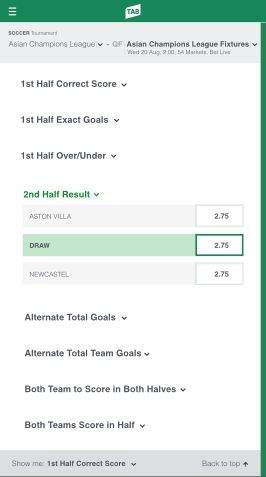 TAB
SOCCER Tournament
Asian Champions League - QF Asian Champions League Fixtures
Wed 20 Aug, 2:00, 54 Markets, Bet Live
1st Half Correct Score
1st Half Exact Goals
1st Half Over/Under
2nd Half Result
ASTON VILLA 2.75
DRAW 2.75
NEWCASTEL 2.75
Alternate Total Goals
Alternate Total Team Goals
Both Team to Score in Both Halves
Both Teams Score in Half
Show me: 1st Half Correct Score Back to top